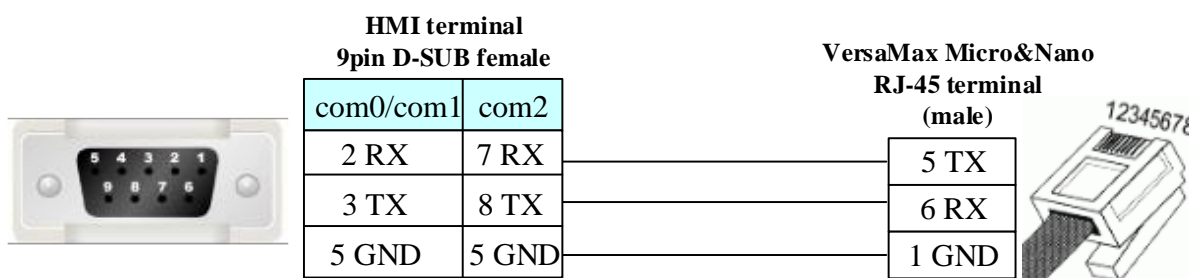 HMI terminal
9pin D-SUB female
com0/com1 com2
2 RX 7 RX
3 TX 8 TX
5 GND 5 GND
VersaMax Micro&Nano
RJ-45 terminal
(male)
5 TX
6 RX
1 GND
5 4 3 2 1
9 8 7 6
12345678